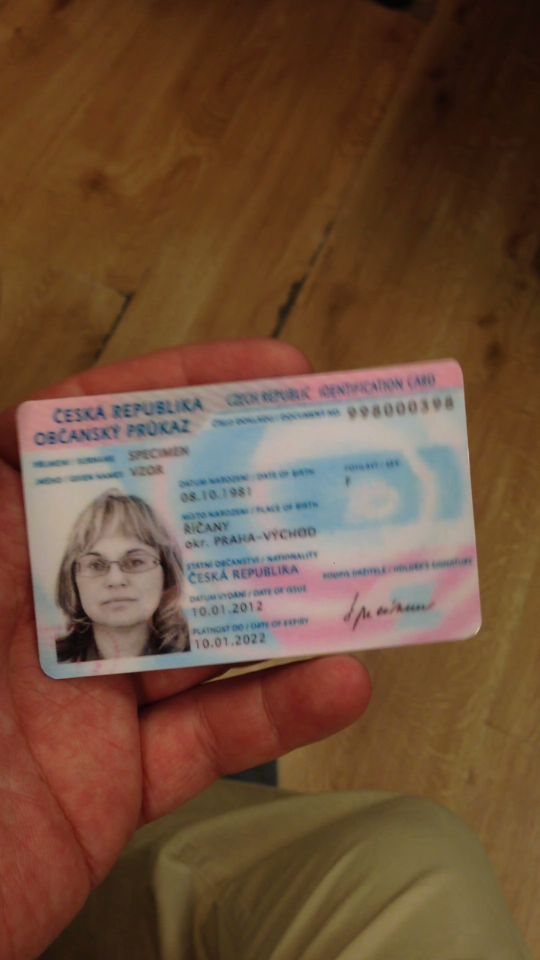 ČESKÁ REPUBLIKA
OBČANSKÝ PRŮKAZ
CZECH REPUBLIC IDENTIFICATION CARD
ČÍSLO DOKLADU / DOCUMENT NO. 998000398
PŘÍJMENÍ / SURNAME SPECIMEN
JMÉNO / GIVEN NAMES VZOR
DATUM NAROZENÍ / DATE OF BIRTH
08.10.1981
POHLAVÍ / SEX
F
MÍSTO NAROZENÍ / PLACE OF BIRTH
ŘÍČANY
okr. PRAHA-VÝCHOD
STÁTNÍ OBČANSTVÍ / NATIONALITY
ČESKÁ REPUBLIKA
DATUM VYDÁNÍ / DATE OF ISSUE
10.01.2012
PLATNOST DO / DATE OF EXPIRY
10.01.2022
PODPIS DRŽITELE / HOLDER'S SIGNATURE
Specimen